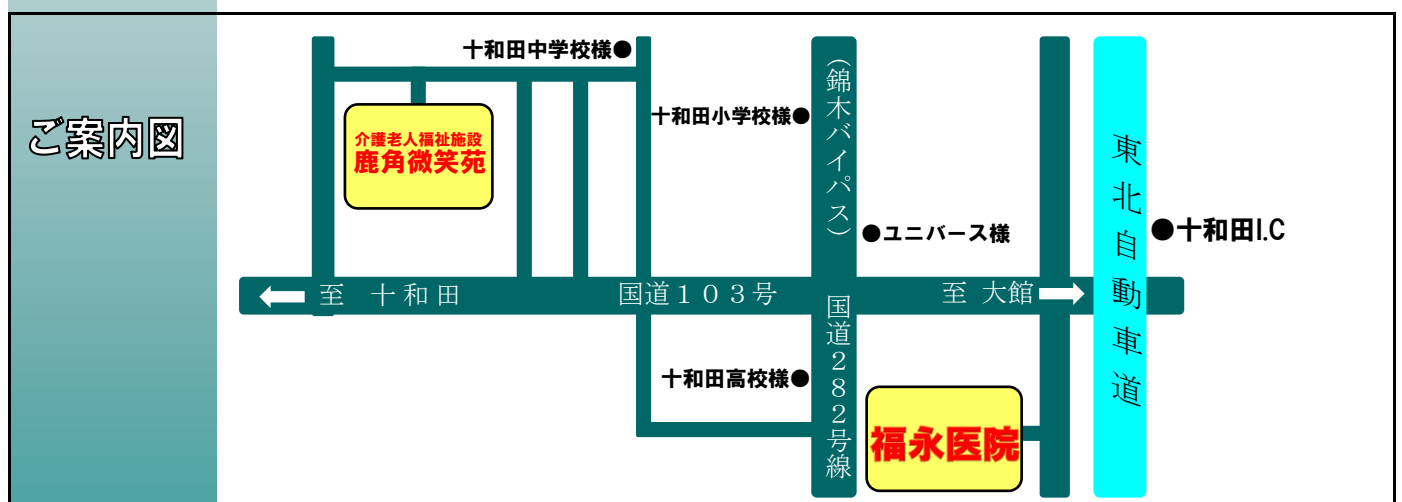 ご案内図
十和田中学校様●
介護老人福祉施設
鹿角微笑苑
十和田小学校様●
(錦木バイパス)
●ユニバース様
東北自動車道
●十和田I.C
至 十和田
国道103号
至 大館
国道282号線
十和田高校様●
福永医院